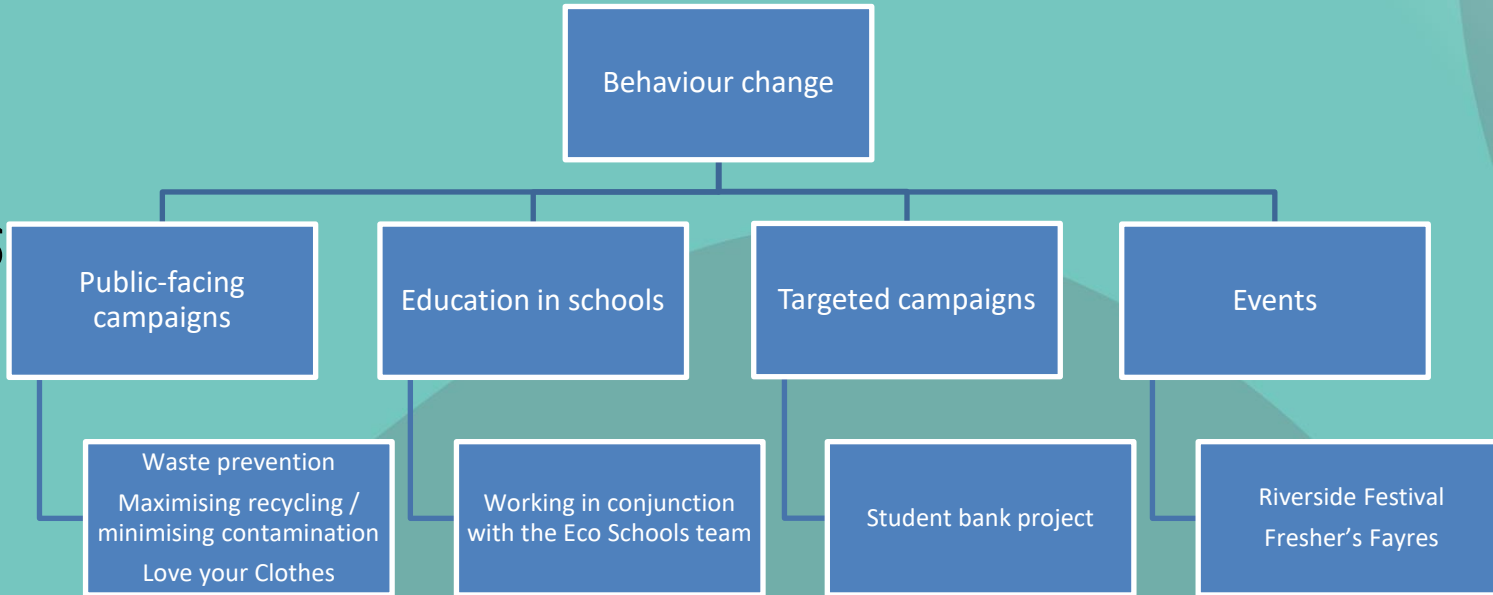 Behaviour change
Public-facing
campaigns
Education in schools
Targeted campaigns
Events
Waste prevention
Maximising recycling /
minimising contamination
Love your Clothes
Working in conjunction
with the Eco Schools team
Student bank project
Riverside Festival
Fresher’s Fayres